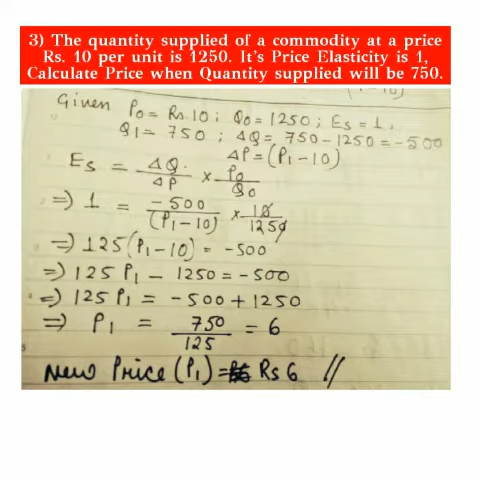 3) The quantity supplied of a commodity at a price
Rs. 10 per unit is 1250. It's Price Elasticity is 1,
Calculate Price when Quantity supplied will be 750.
Given P₀ = Rs.10 ; Q₀ = 1250 ; Es = 1,
Q1 = 750 ; ΔQ = 750 - 1250 = -500
ΔP = (P₁ - 10)
Es = ΔQ/ΔP × P₀/Q₀
⇒ 1 = -500/(P₁ - 10) × 10/1250
⇒ 125(P₁ - 10) = -500
⇒ 125 P₁ - 1250 = -500
⇒ 125 P₁ = -500 + 1250
⇒ P₁ = 750/125 = 6
New Price (P₁) = Rs 6 //